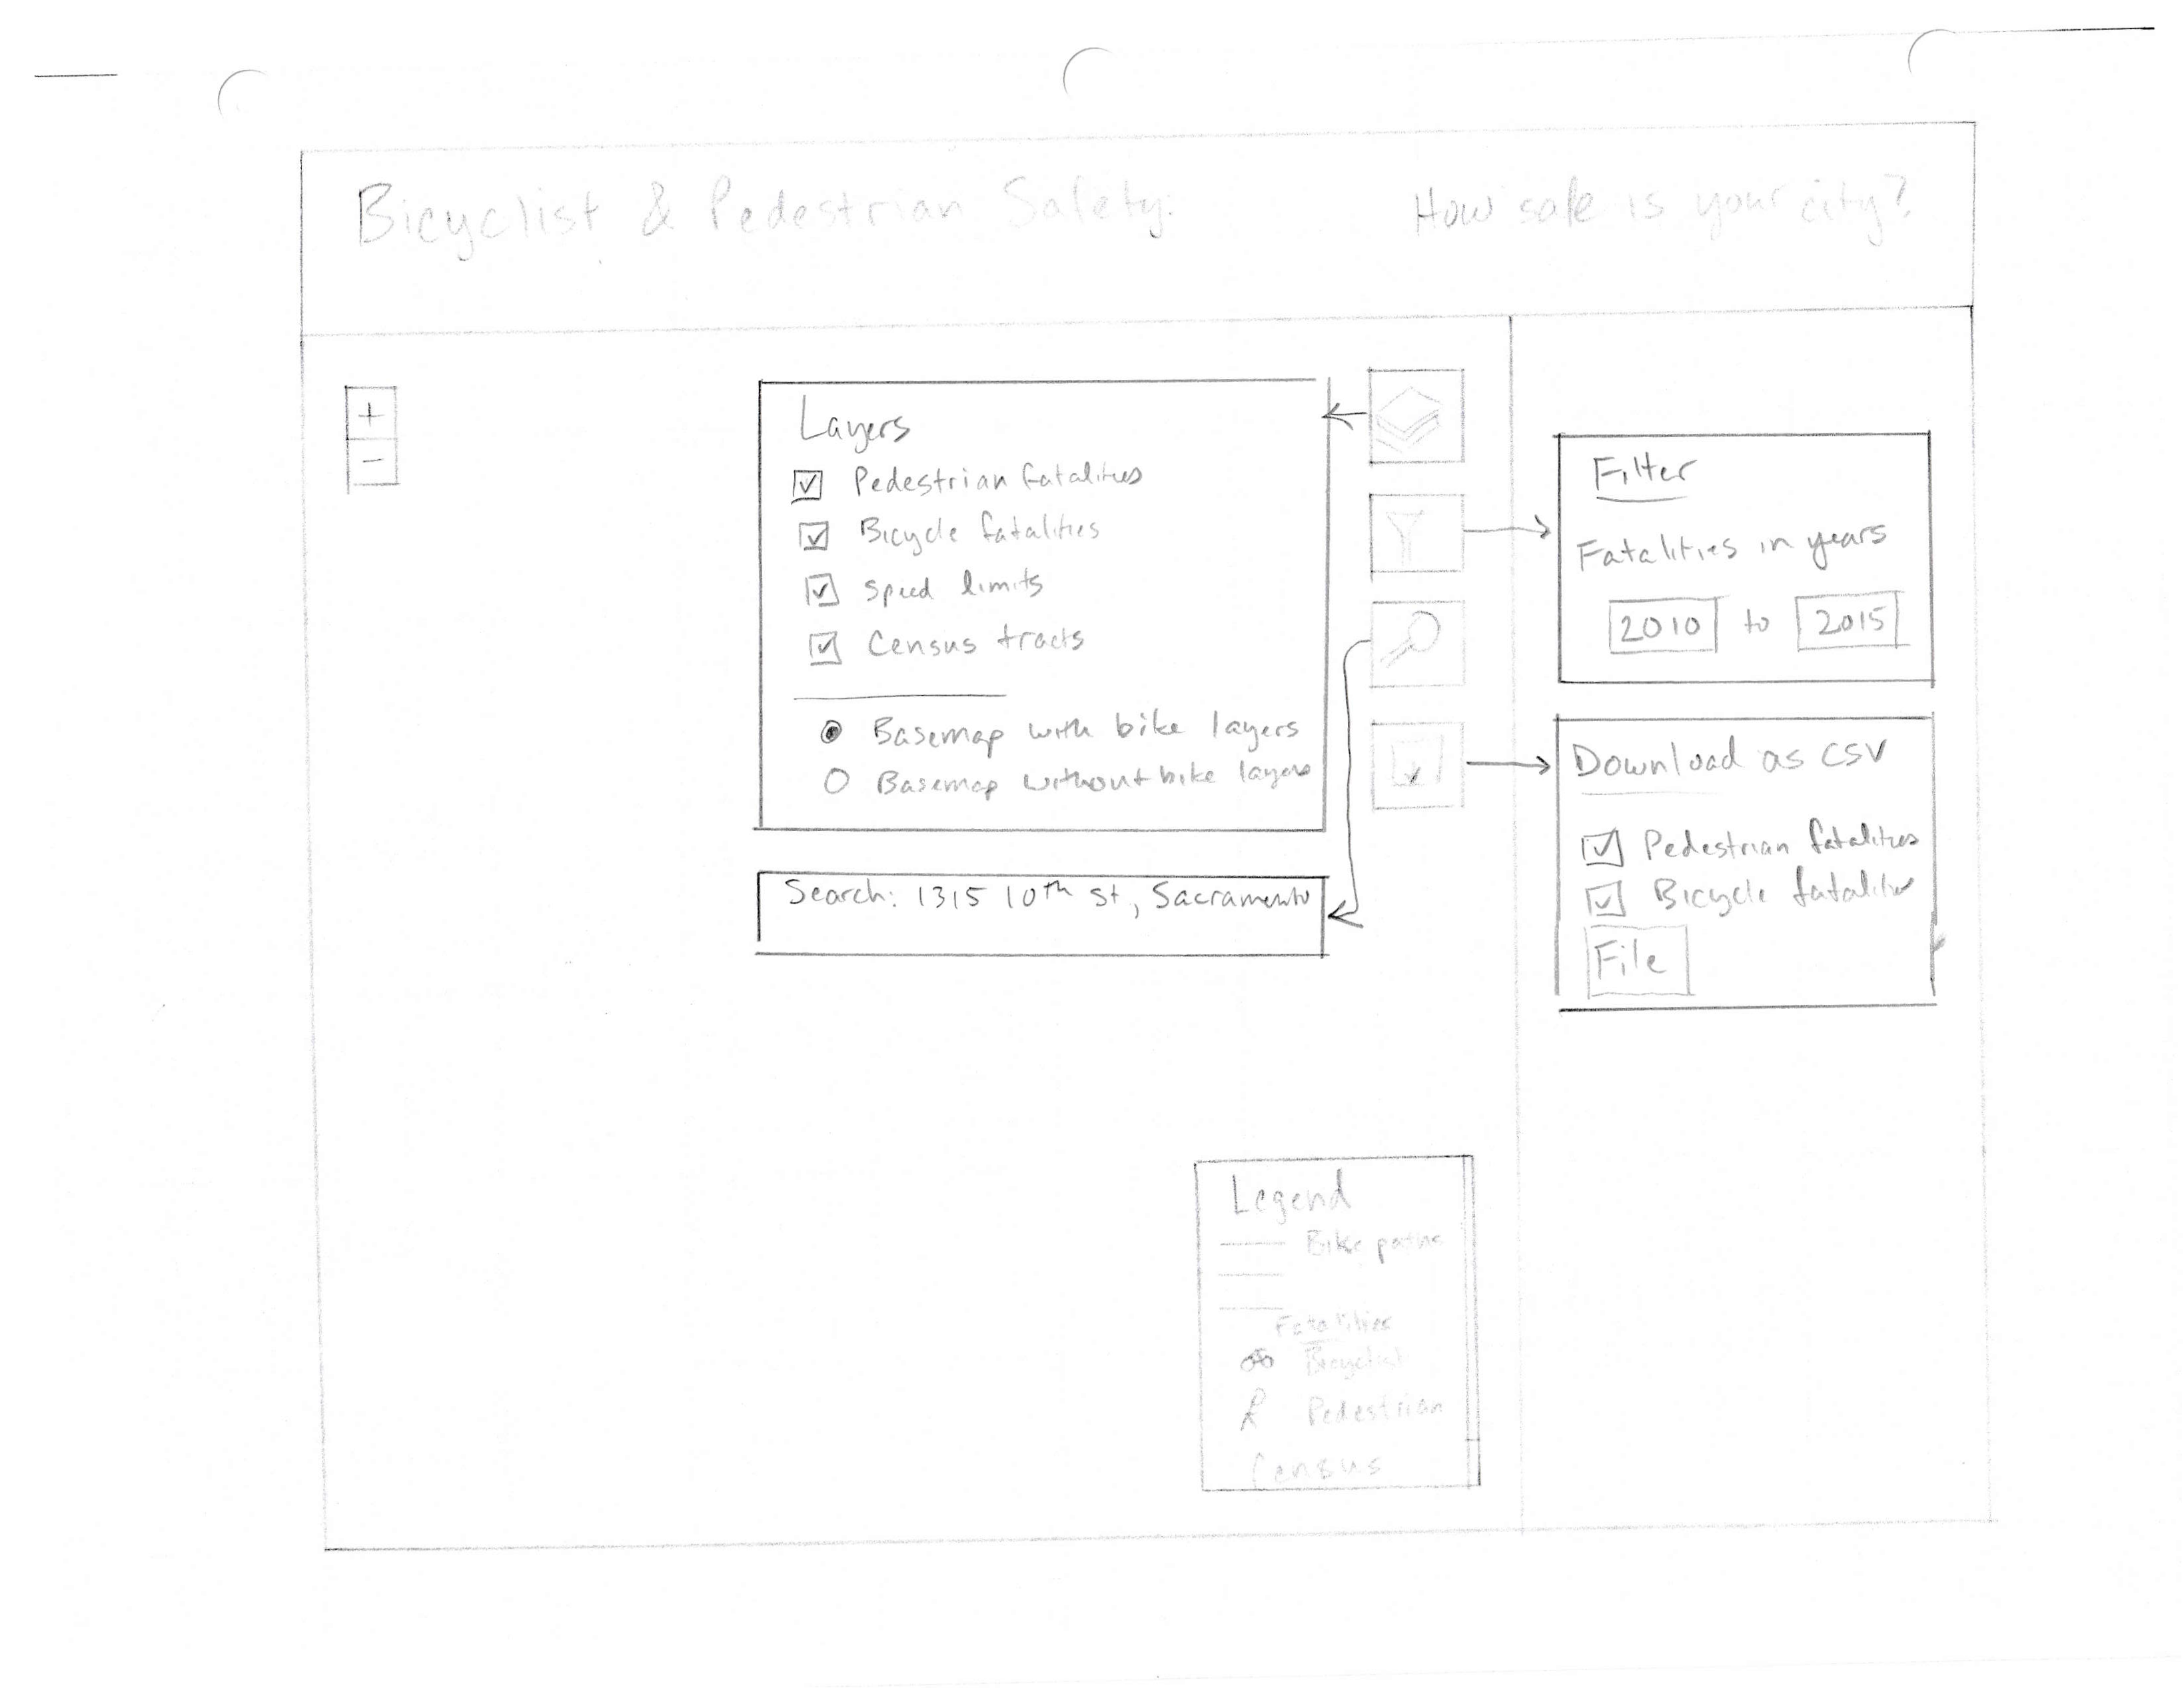 Bicyclist & Pedestrian Safety:
How safe is your city?
+
-
Layers
Pedestrian fatalities
Bicycle fatalities
speed limits
Census tracts
Basemap with bike layers
Basemap without bike layers
Search: 1315 10th st, Sacramento
Filter
Fatalities in years
2010 to 2015
Download as CSV
Pedestrian fatalities
Bicycle fatalities
File
Legend
Bike paths
Fatalities
Bicyclist
Pedestrian
Census